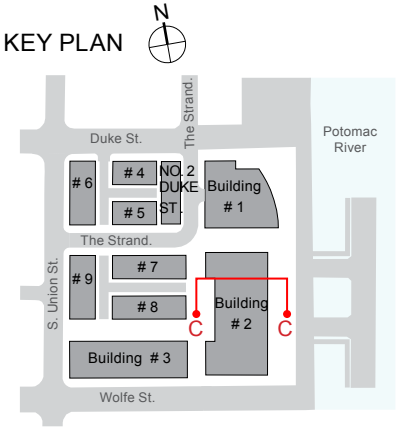 N
KEY PLAN
The Strand.
Duke St.
Potomac
River
# 6
# 4
# 5
NO. 2
DUKE
ST.
Building
# 1
The Strand.
S. Union St.
# 9
# 7
# 8
Building
# 2
C
C
Building # 3
Wolfe St.